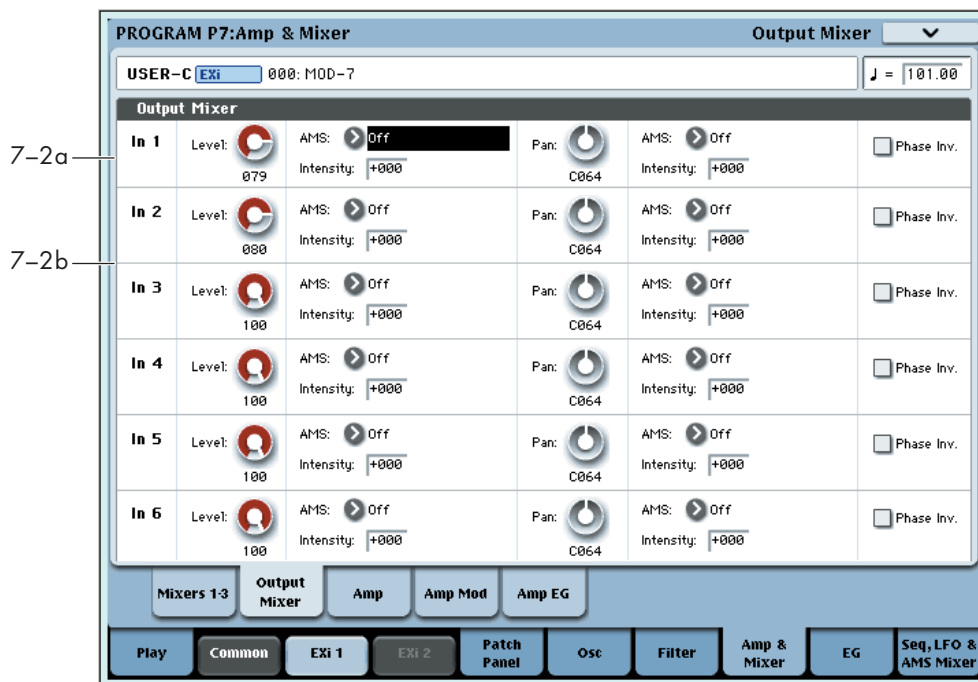 PROGRAM P7:Amp & Mixer Output Mixer
USER-C EXi 000: MOD-7 ♩ = 101.00
Output Mixer
7-2a
In 1 Level: 079 AMS: Off Intensity: +000 Pan: C064 AMS: Off Intensity: +000 Phase Inv.
In 2 Level: 080 AMS: Off Intensity: +000 Pan: C064 AMS: Off Intensity: +000 Phase Inv.
7-2b
In 3 Level: 100 AMS: Off Intensity: +000 Pan: C064 AMS: Off Intensity: +000 Phase Inv.
In 4 Level: 100 AMS: Off Intensity: +000 Pan: C064 AMS: Off Intensity: +000 Phase Inv.
In 5 Level: 100 AMS: Off Intensity: +000 Pan: C064 AMS: Off Intensity: +000 Phase Inv.
In 6 Level: 100 AMS: Off Intensity: +000 Pan: C064 AMS: Off Intensity: +000 Phase Inv.
Mixers 1-3 Output Mixer Amp Amp Mod Amp EG
Play Common EXi 1 EXi 2 Patch Panel Osc Filter Amp & Mixer EG Seq, LFO & AMS Mixer